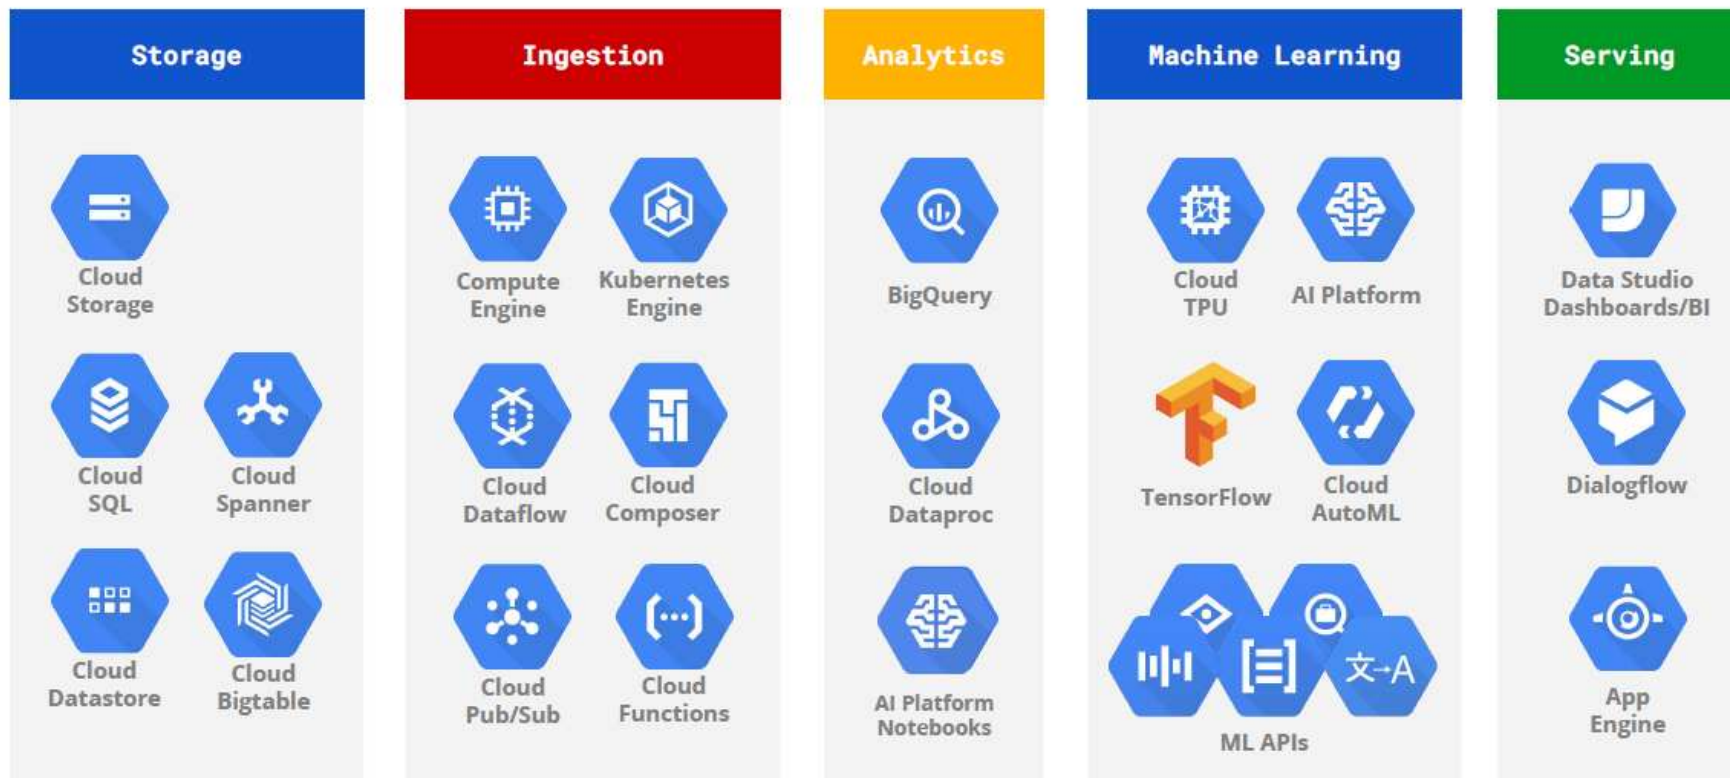 Storage
Cloud
Storage
Cloud
SQL
Cloud
Spanner
Cloud
Datastore
Cloud
Bigtable
Ingestion
Compute
Engine
Kubernetes
Engine
Cloud
Dataflow
Cloud
Composer
Cloud
Pub/Sub
Cloud
Functions
Analytics
BigQuery
Cloud
Dataproc
AI Platform
Notebooks
Machine Learning
Cloud
TPU
AI Platform
TensorFlow
Cloud
AutoML
文→A
ML APIs
Serving
Data Studio
Dashboards/BI
Dialogflow
App
Engine